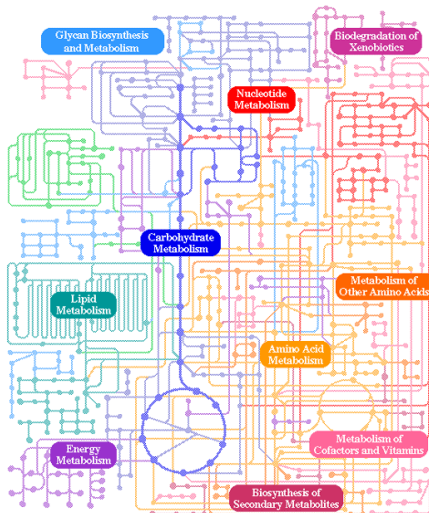 Glycan Biosynthesis
and Metabolism
Biodegradation of
Xenobiotics
Nucleotide
Metabolism
Carbohydrate
Metabolism
Metabolism of
Other Amino Acids
Lipid
Metabolism
Amino Acid
Metabolism
Metabolism of
Cofactors and Vitamins
Energy
Metabolism
Biosynthesis of
Secondary Metabolites